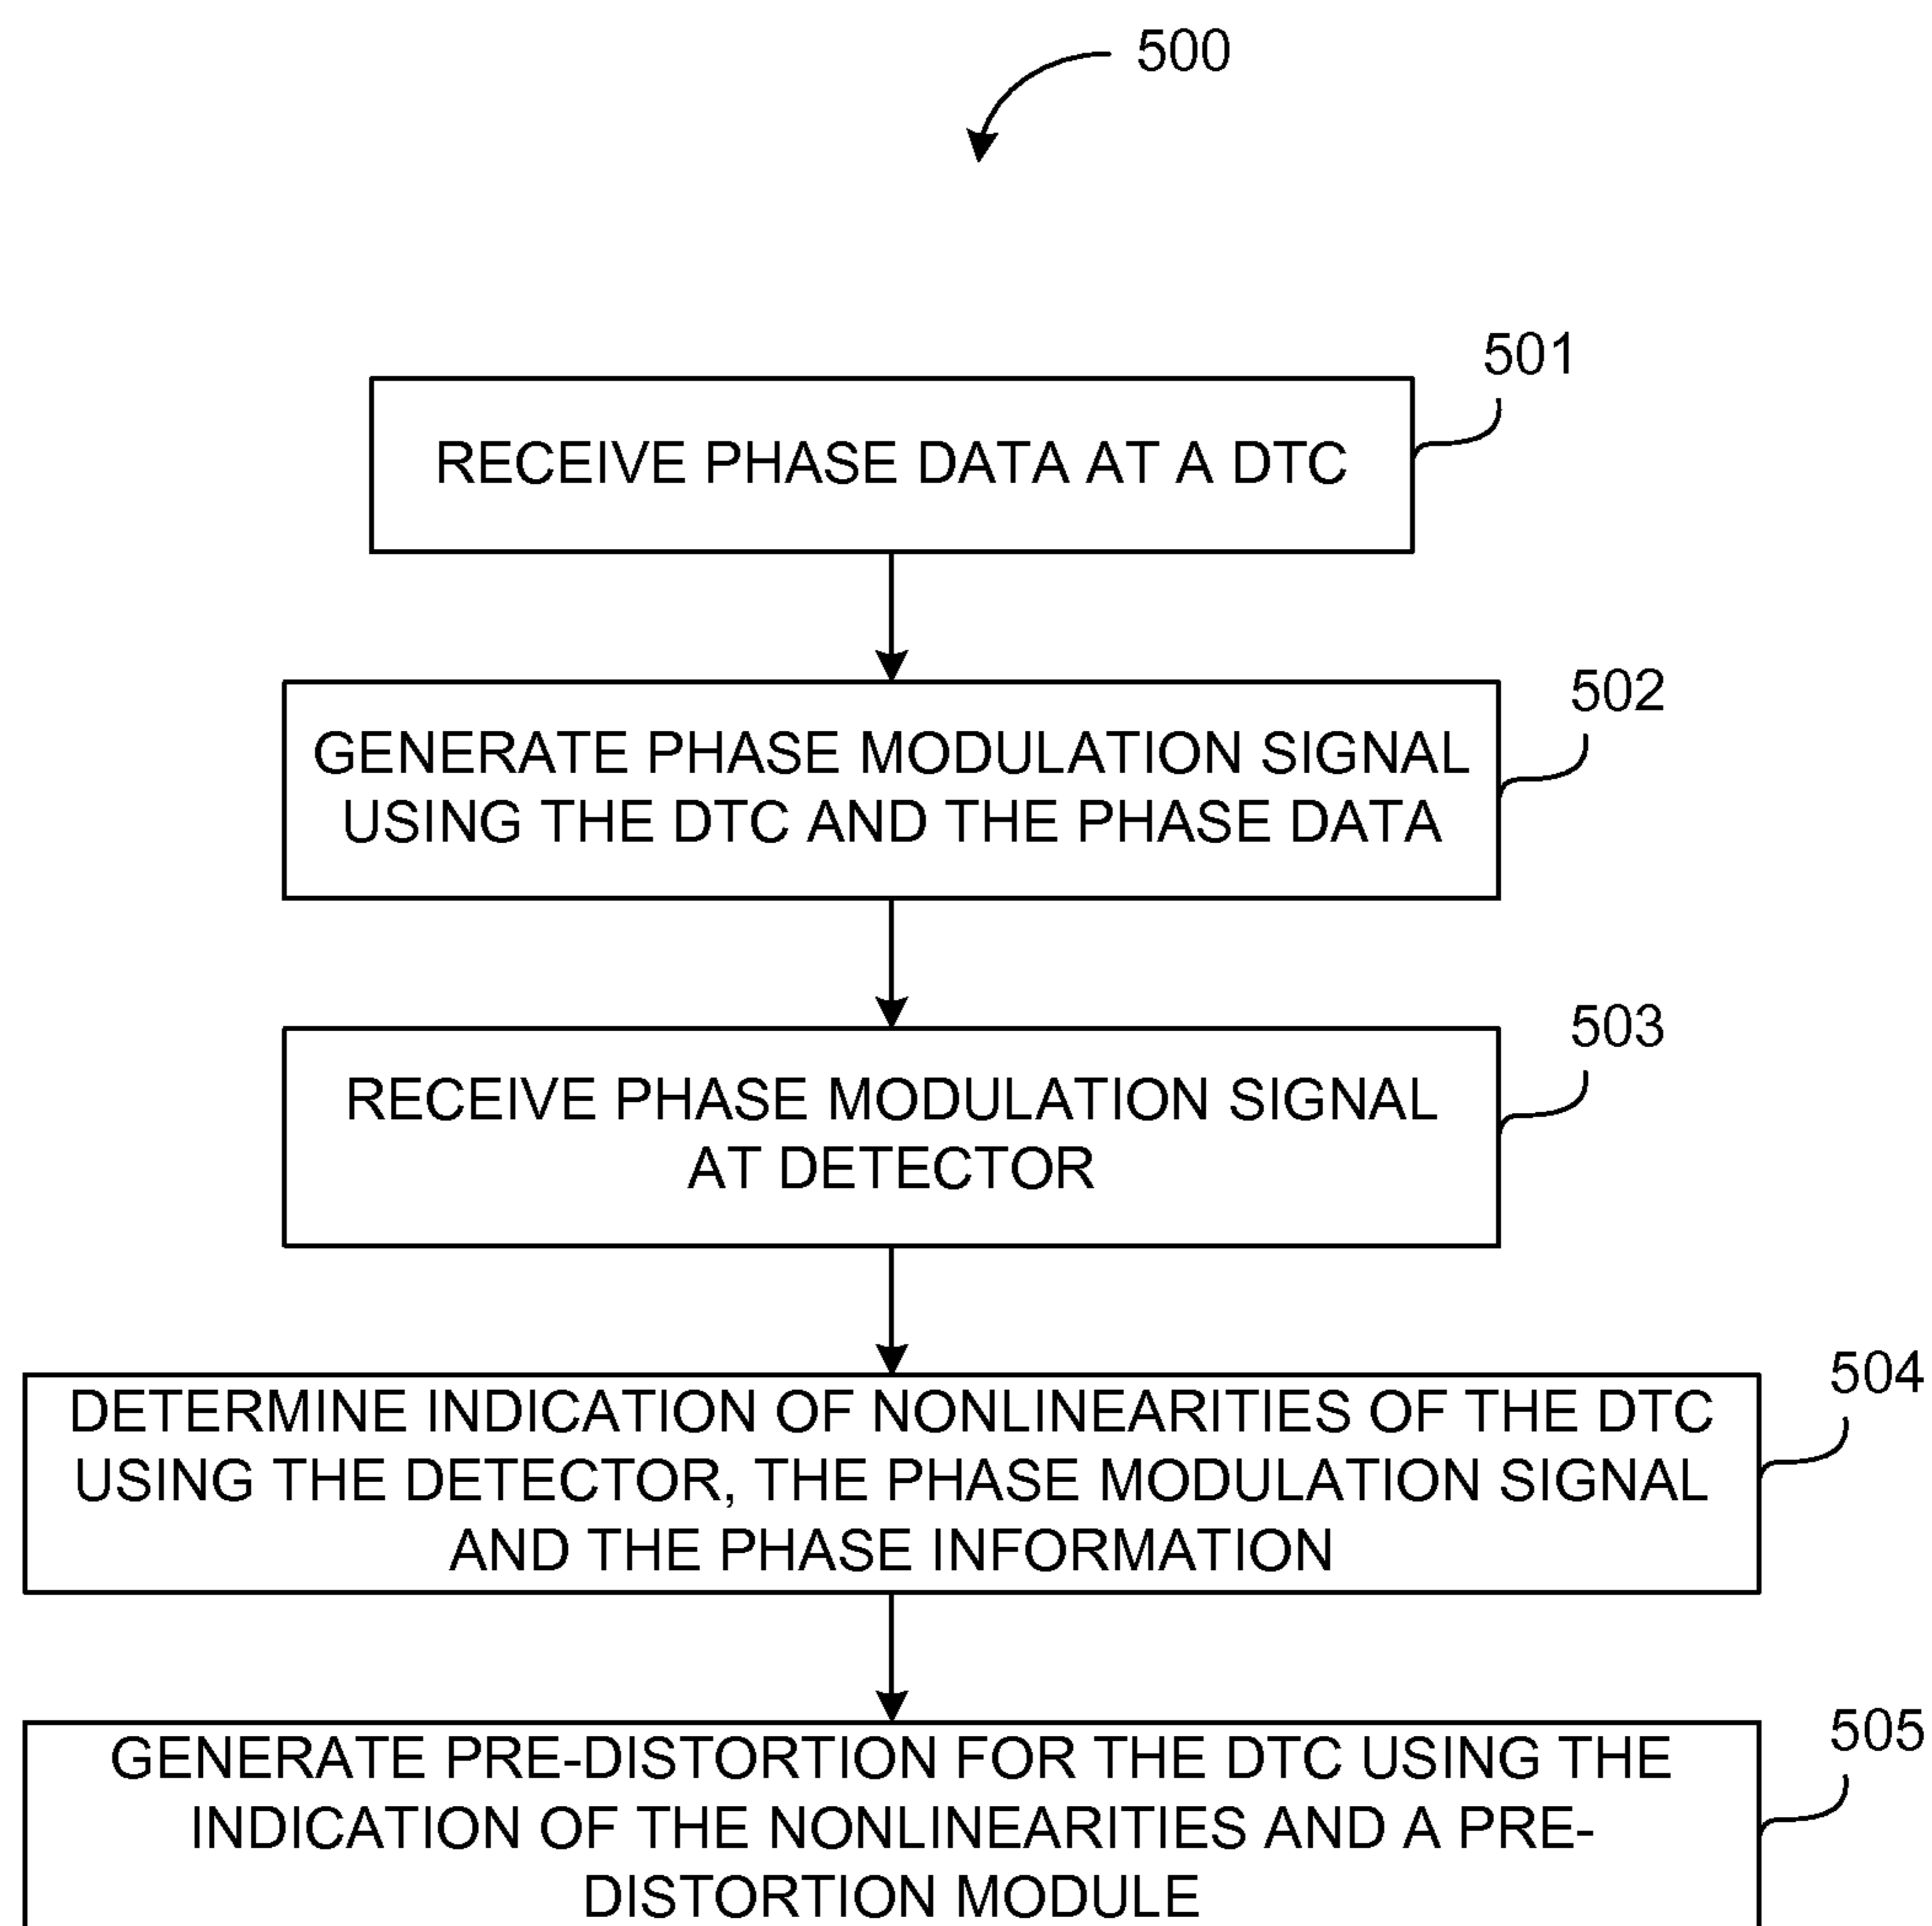 500
501
RECEIVE PHASE DATA AT A DTC
502
GENERATE PHASE MODULATION SIGNAL
USING THE DTC AND THE PHASE DATA
503
RECEIVE PHASE MODULATION SIGNAL
AT DETECTOR
504
DETERMINE INDICATION OF NONLINEARITIES OF THE DTC
USING THE DETECTOR, THE PHASE MODULATION SIGNAL
AND THE PHASE INFORMATION
505
GENERATE PRE-DISTORTION FOR THE DTC USING THE
INDICATION OF THE NONLINEARITIES AND A PRE-
DISTORTION MODULE